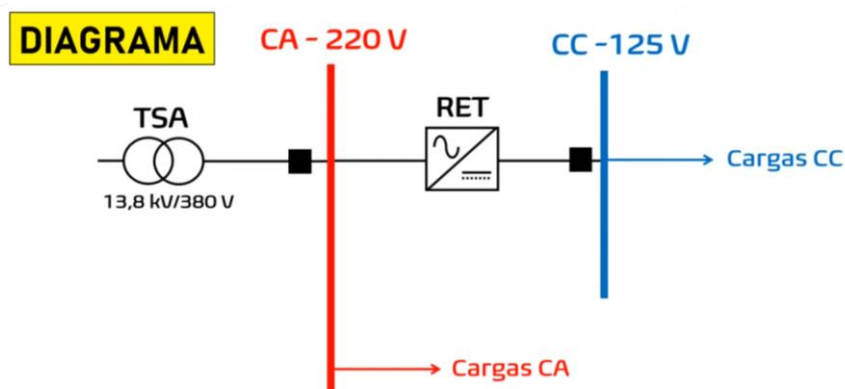 DIAGRAMA
CA - 220 V
CC -125 V
TSA
RET
13,8 kV/380 V
Cargas CC
Cargas CA